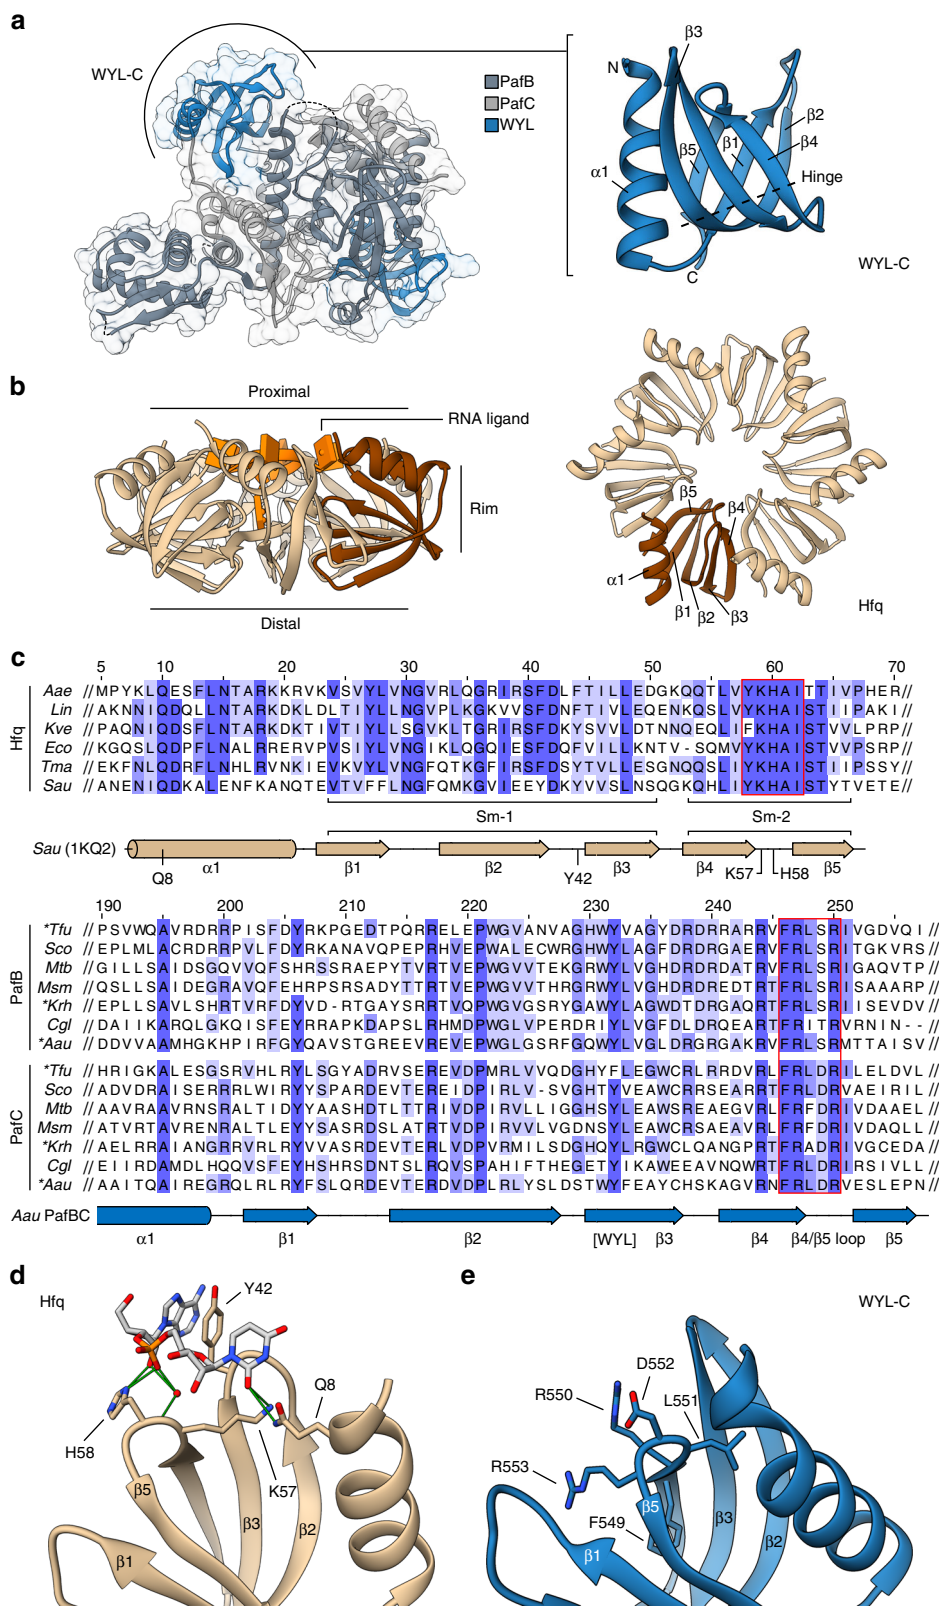 a
WYL-C
PafB
PafC
WYL
N
β3
β2
β4
β1
β5
α1
Hinge
C
WYL-C
b
Proximal
RNA ligand
Rim
Distal
β5
β4
α1
β1
β2
β3
Hfq
c
5 10 20 30 40 50 60 70
Hfq
Aae //MPYKLQESFLNTARKKRVKVSVYLVNGVRLQGRIRSFDLFTILLEDGKQQTLVYKHAITTIVPHER//
Lin //AKNNIQDQLLNTARKDKLDLTIYLLNGVPLKGKVVSFDNFTIVLEQENKQSLVYKHAISTIIPAKI//
Kve //PAQNIQDSFLNTARKDKTIVTIYLLSGVKLTGRIRSFDKYSVVLDTNNQELIFKHAISTVVLPRP//
Eco //KGQSLQDPFLNALRRERVPVSIYLVNGIKLQGQIESFDQFVILLKNTV-SQMVYKHAISTVVPSRP//
Tma //EKFNLQDRFLNHLRVNKIEVKVYLVNGFQTKGFIRSFDSYTVLLESGNQQSLIYKHAISTIIPSSY//
Sau //ANENIQDKALENFKANQTEVTVFFLNGFQMKGVIEEYDKYVVSLNSQGKQHLIYKHAISTYTVETE//
Sm-1
Sm-2
Sau (1KQ2)
Q8
α1
β1
β2
Y42
β3
β4
K57
H58
β5
190 200 210 220 230 240 250
PafB
*Tfu //PSVWQAVRDRRPISFDYRKPGEDTPQRRELEPWGVANVAGHWYVAGYDRDRRARRVFRLSRIVGDVQI//
Sco //EPLMLACRDRRPVLFDYRKANAVQPEPRHVEPWALECWRGHWYVAGWDRDRGAERTFRLSRITGKVRS//
Mtb //GILLSAIDSGQVVQFSHRSSRAEPYTVRTVEPWGVVTEKGRWYLVGHDRDRDATRVFRLSRIGAQVTP//
Msm //QSLLSAIDEGRAVQFEHRPSRSADYTTRTVEPWGVVTHRGRWYLVGHDRDREDTRTFRLSRISAAARP//
*Krh //EPLLSAVLSHRTVRFDYVD-RTGAYSRRTVQPWGVGSRYGAWYLAGWDTDRGAQRTFRLSRIISEVDV//
Cgl //DAIIKARQLGKQISFEYRRAPKDAPSLRHMDPWGLVPERDRIYLVGFDLDRQEARTFRITRVRNIN--//
*Aau //DDVVAAMHGKHPIRFGYQAVSTGREEVREVEPWGLGSRFGQWYLVGLDRGRGAKRVFRLSRMTTAISV//
PafC
*Tfu //HRIGKALESGSRVHLRYLSGYADRVSEREVDPMRLVVQDGHYFLEGWCRLRRDVRLFRLDRILELDVL//
Sco //ADVDRAISERRRLWIRYYSPARDEVTEREIDPIRLV-SVGHTYVEAWCRRSEARRTFRLDRVAEIRIL//
Mtb //AAVRAAVRNSRALTIDYYAASHDTLTTRIVDPIRVLLIGGHSYLEAWSREAEGVRLFRFDRIVDAAEL//
Msm //ATVRTAVRENRALTLEYYSASRDSLATRTVDPIRVVLVGDNSYLEAWCRSAEAVRLFRFDRIVDAQLL//
*Krh //AELRRAIANGRRVRLRYVASRDEVTERLVDPVRMILSDGHQYLRGWCLQANGPRTFRADRIVGCEDA//
Cgl //EIIRDAMDLHQQVSFEYHSHRSDNTSLRQVSPAHIFTHEGETYIKAWEEAVNQWRTFRLDRIRSIVLL//
*Aau //AAITQAIREGRQLRLRYFSLQRDEVTERDVDPLRLYSLDSTWYFEAYCHSKAGVRNFRLDRVESLEPN//
Aau PafBC
α1
β1
β2
[WYL]
β3
β4
β4/β5 loop
β5
d
Hfq
Y42
Q8
H58
K57
β5
β3
β2
β1
e
WYL-C
D552
R550
L551
R553
F549
β5
β3
β2
β1